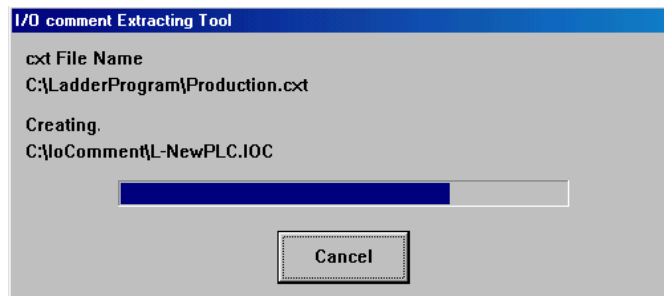 I/O comment Extracting Tool
cxt File Name
C:\LadderProgram\Production.cxt
Creating.
C:\IoComment\L-NewPLC.IOC
Cancel